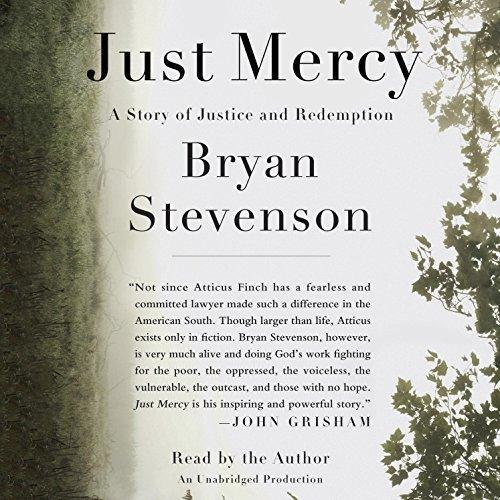 Just Mercy
A Story of Justice and Redemption
Bryan
Stevenson
“Not since Atticus Finch has a fearless and
committed lawyer made such a difference in the
American South. Though larger than life, Atticus
exists only in fiction. Bryan Stevenson, however,
is very much alive and doing God’s work fighting
for the poor, the oppressed, the voiceless, the
vulnerable, the outcast, and those with no hope.
Just Mercy is his inspiring and powerful story.”
—JOHN GRISHAM
Read by the Author
An Unabridged Production